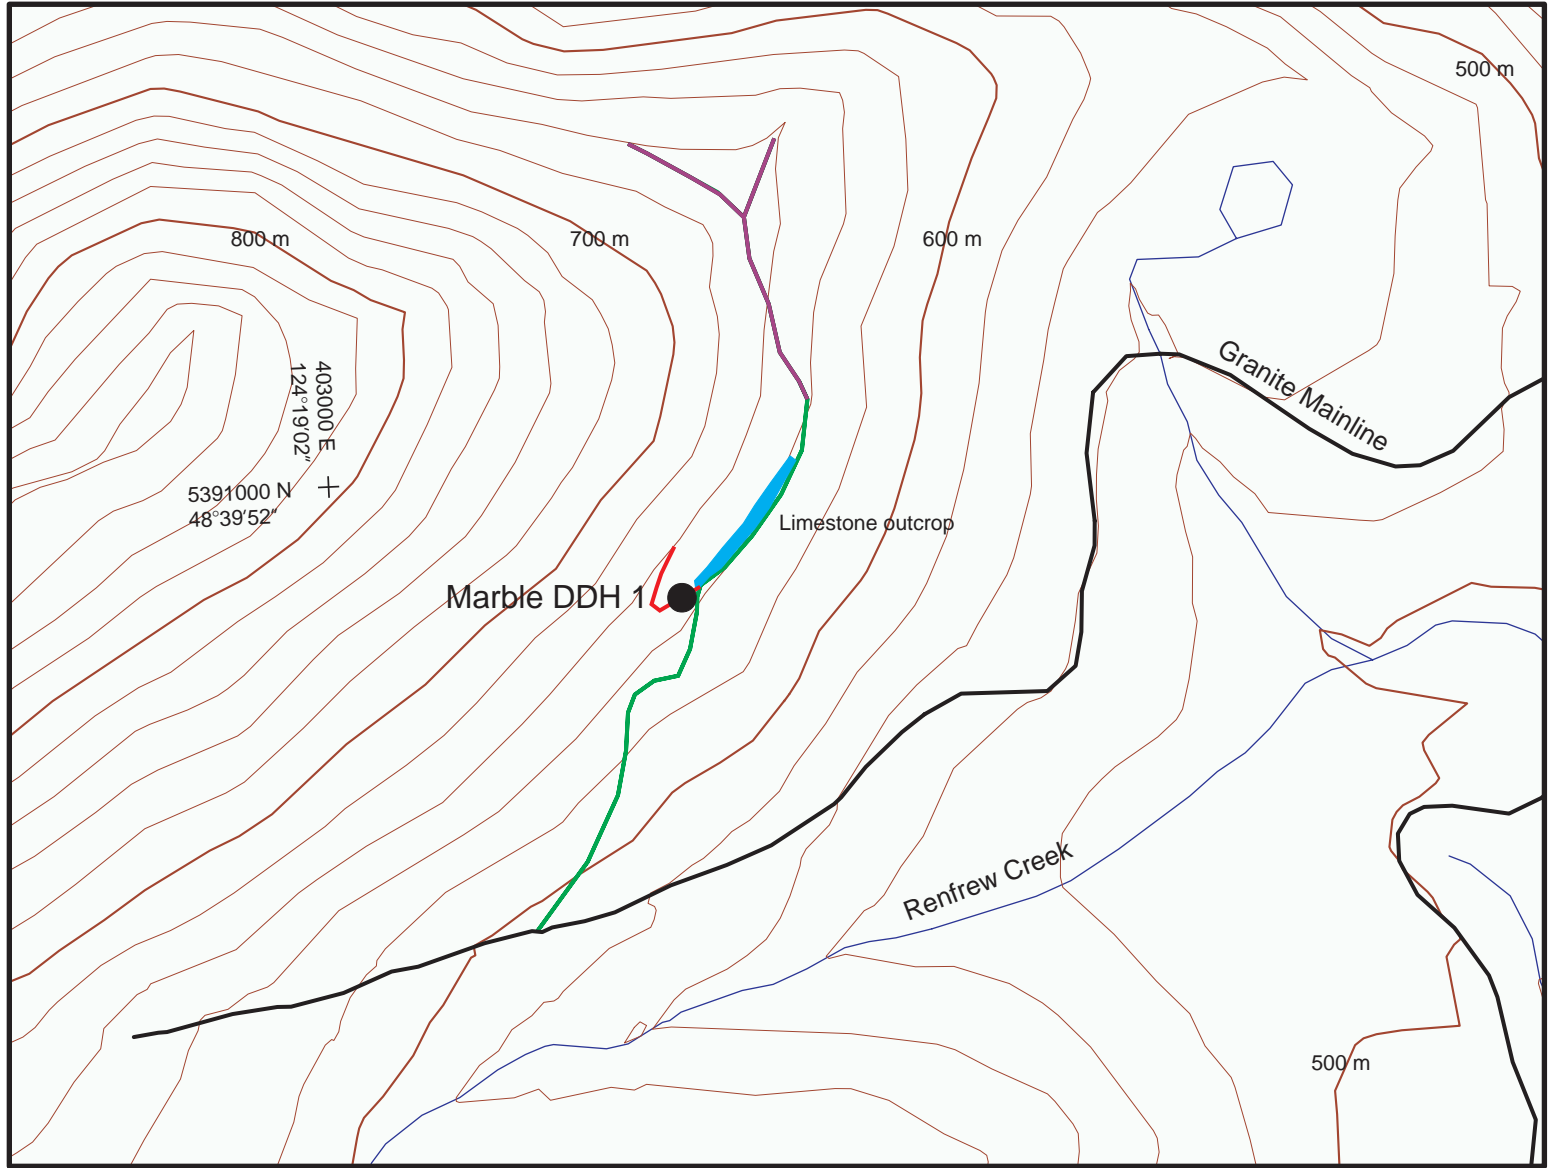 500 m
800 m
700 m
600 m
Granite Mainline
403000 E
124°19'02"
5391000 N
48°39'52"
Limestone outcrop
Marble DDH 1
Renfrew Creek
500 m